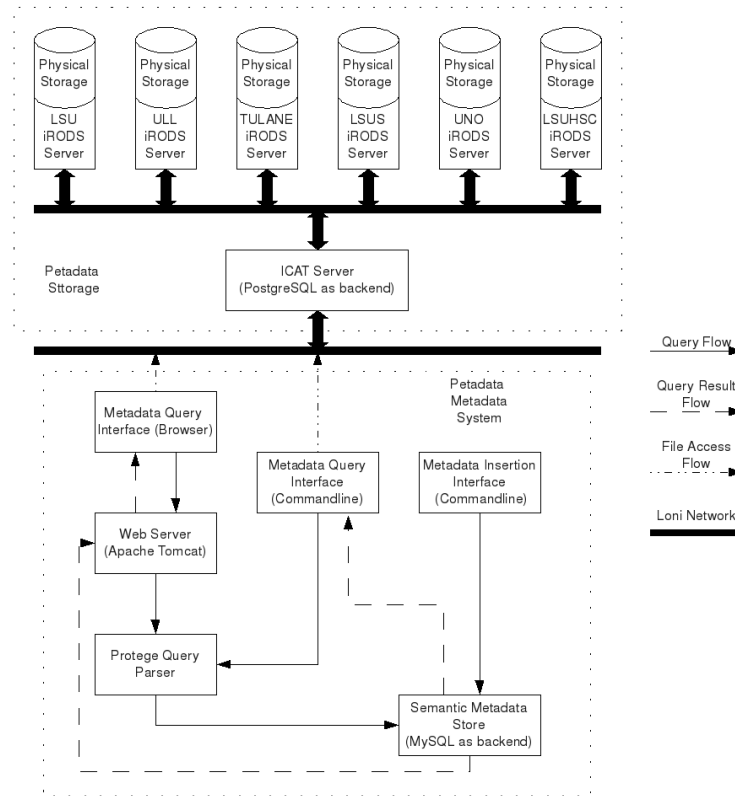 Physical
Storage
LSU
iRODS
Server
Physical
Storage
ULL
iRODS
Server
Physical
Storage
TULANE
iRODS
Server
Physical
Storage
LSUS
iRODS
Server
Physical
Storage
UNO
iRODS
Server
Physical
Storage
LSUHSC
iRODS
Server
Petadata
Sttorage
ICAT Server
(PostgreSQL as backend)
Query Flow
Query Result
Flow
File Access
Flow
Loni Network
Petadata
Metadata
System
Metadata Query
Interface (Browser)
Metadata Query
Interface
(Commandline)
Metadata Insertion
Interface
(Commandline)
Web Server
(Apache Tomcat)
Protege Query
Parser
Semantic Metadata
Store
(MySQL as backend)